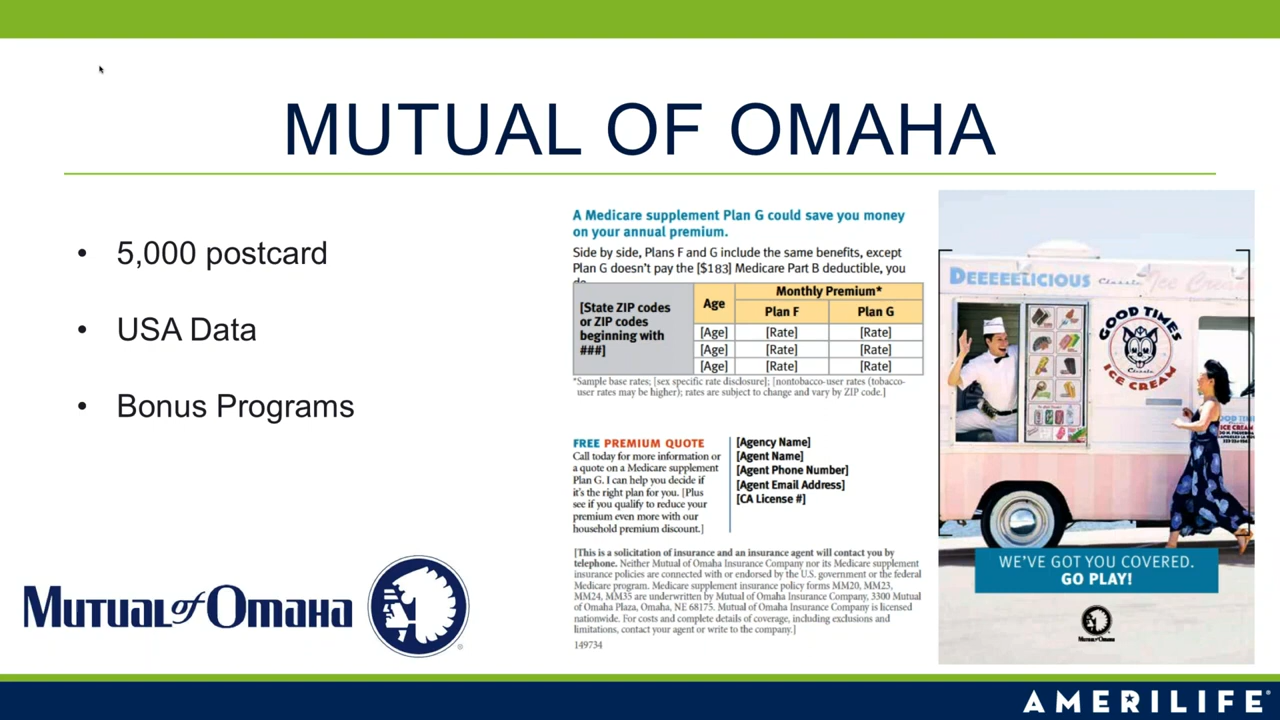 MUTUAL OF OMAHA
• 5,000 postcard
• USA Data
• Bonus Programs
Mutual of Omaha
A Medicare supplement Plan G could save you money
on your annual premium.
Side by side, Plans F and G include the same benefits, except
Plan G doesn't pay the [$183] Medicare Part B deductible, you
do.
[State ZIP codes
or ZIP codes
beginning with
###]
Age
Monthly Premium*
Plan F Plan G
[Age] [Rate] [Rate]
[Age] [Rate] [Rate]
[Age] [Rate] [Rate]
*Sample base rates; [sex specific rate disclosure]; [nontobacco-user rates (tobacco-
user rates may be higher); rates are subject to change and vary by ZIP code.]
FREE PREMIUM QUOTE
Call today for more information or
a quote on a Medicare supplement
Plan G. I can help you decide if
it's the right plan for you. [Plus
see if you qualify to reduce your
premium even more with our
household premium discount.]
[Agency Name]
[Agent Name]
[Agent Phone Number]
[Agent Email Address]
[CA License #]
[This is a solicitation of insurance and an insurance agent will contact you by
telephone. Neither Mutual of Omaha Insurance Company nor its Medicare supplement
insurance policies are connected with or endorsed by the U.S. government or the federal
Medicare program. Medicare supplement insurance policy forms MM20, MM23,
MM24, MM35 are underwritten by Mutual of Omaha Insurance Company, 3300 Mutual
of Omaha Plaza, Omaha, NE 68175. Mutual of Omaha Insurance Company is licensed
nationwide. For costs and complete details of coverage, including exclusions and
limitations, contact your agent or write to the company.]
149734
DEEEEELICIOUS Classic Ice Cream
GOOD TIMES
Classic
ICE CREAM
WE'VE GOT YOU COVERED.
GO PLAY!
Mutual of Omaha
AMERILIFE